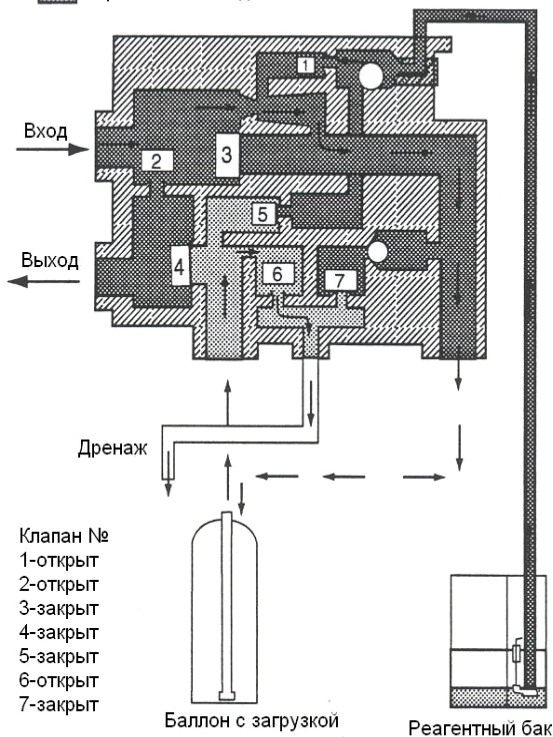 Вход
Выход
1
2
3
4
5
6
7
Дренаж
Клапан №
1-открыт
2-открыт
3-закрыт
4-закрыт
5-закрыт
6-открыт
7-закрыт
Баллон с загрузкой
Реагентный бак